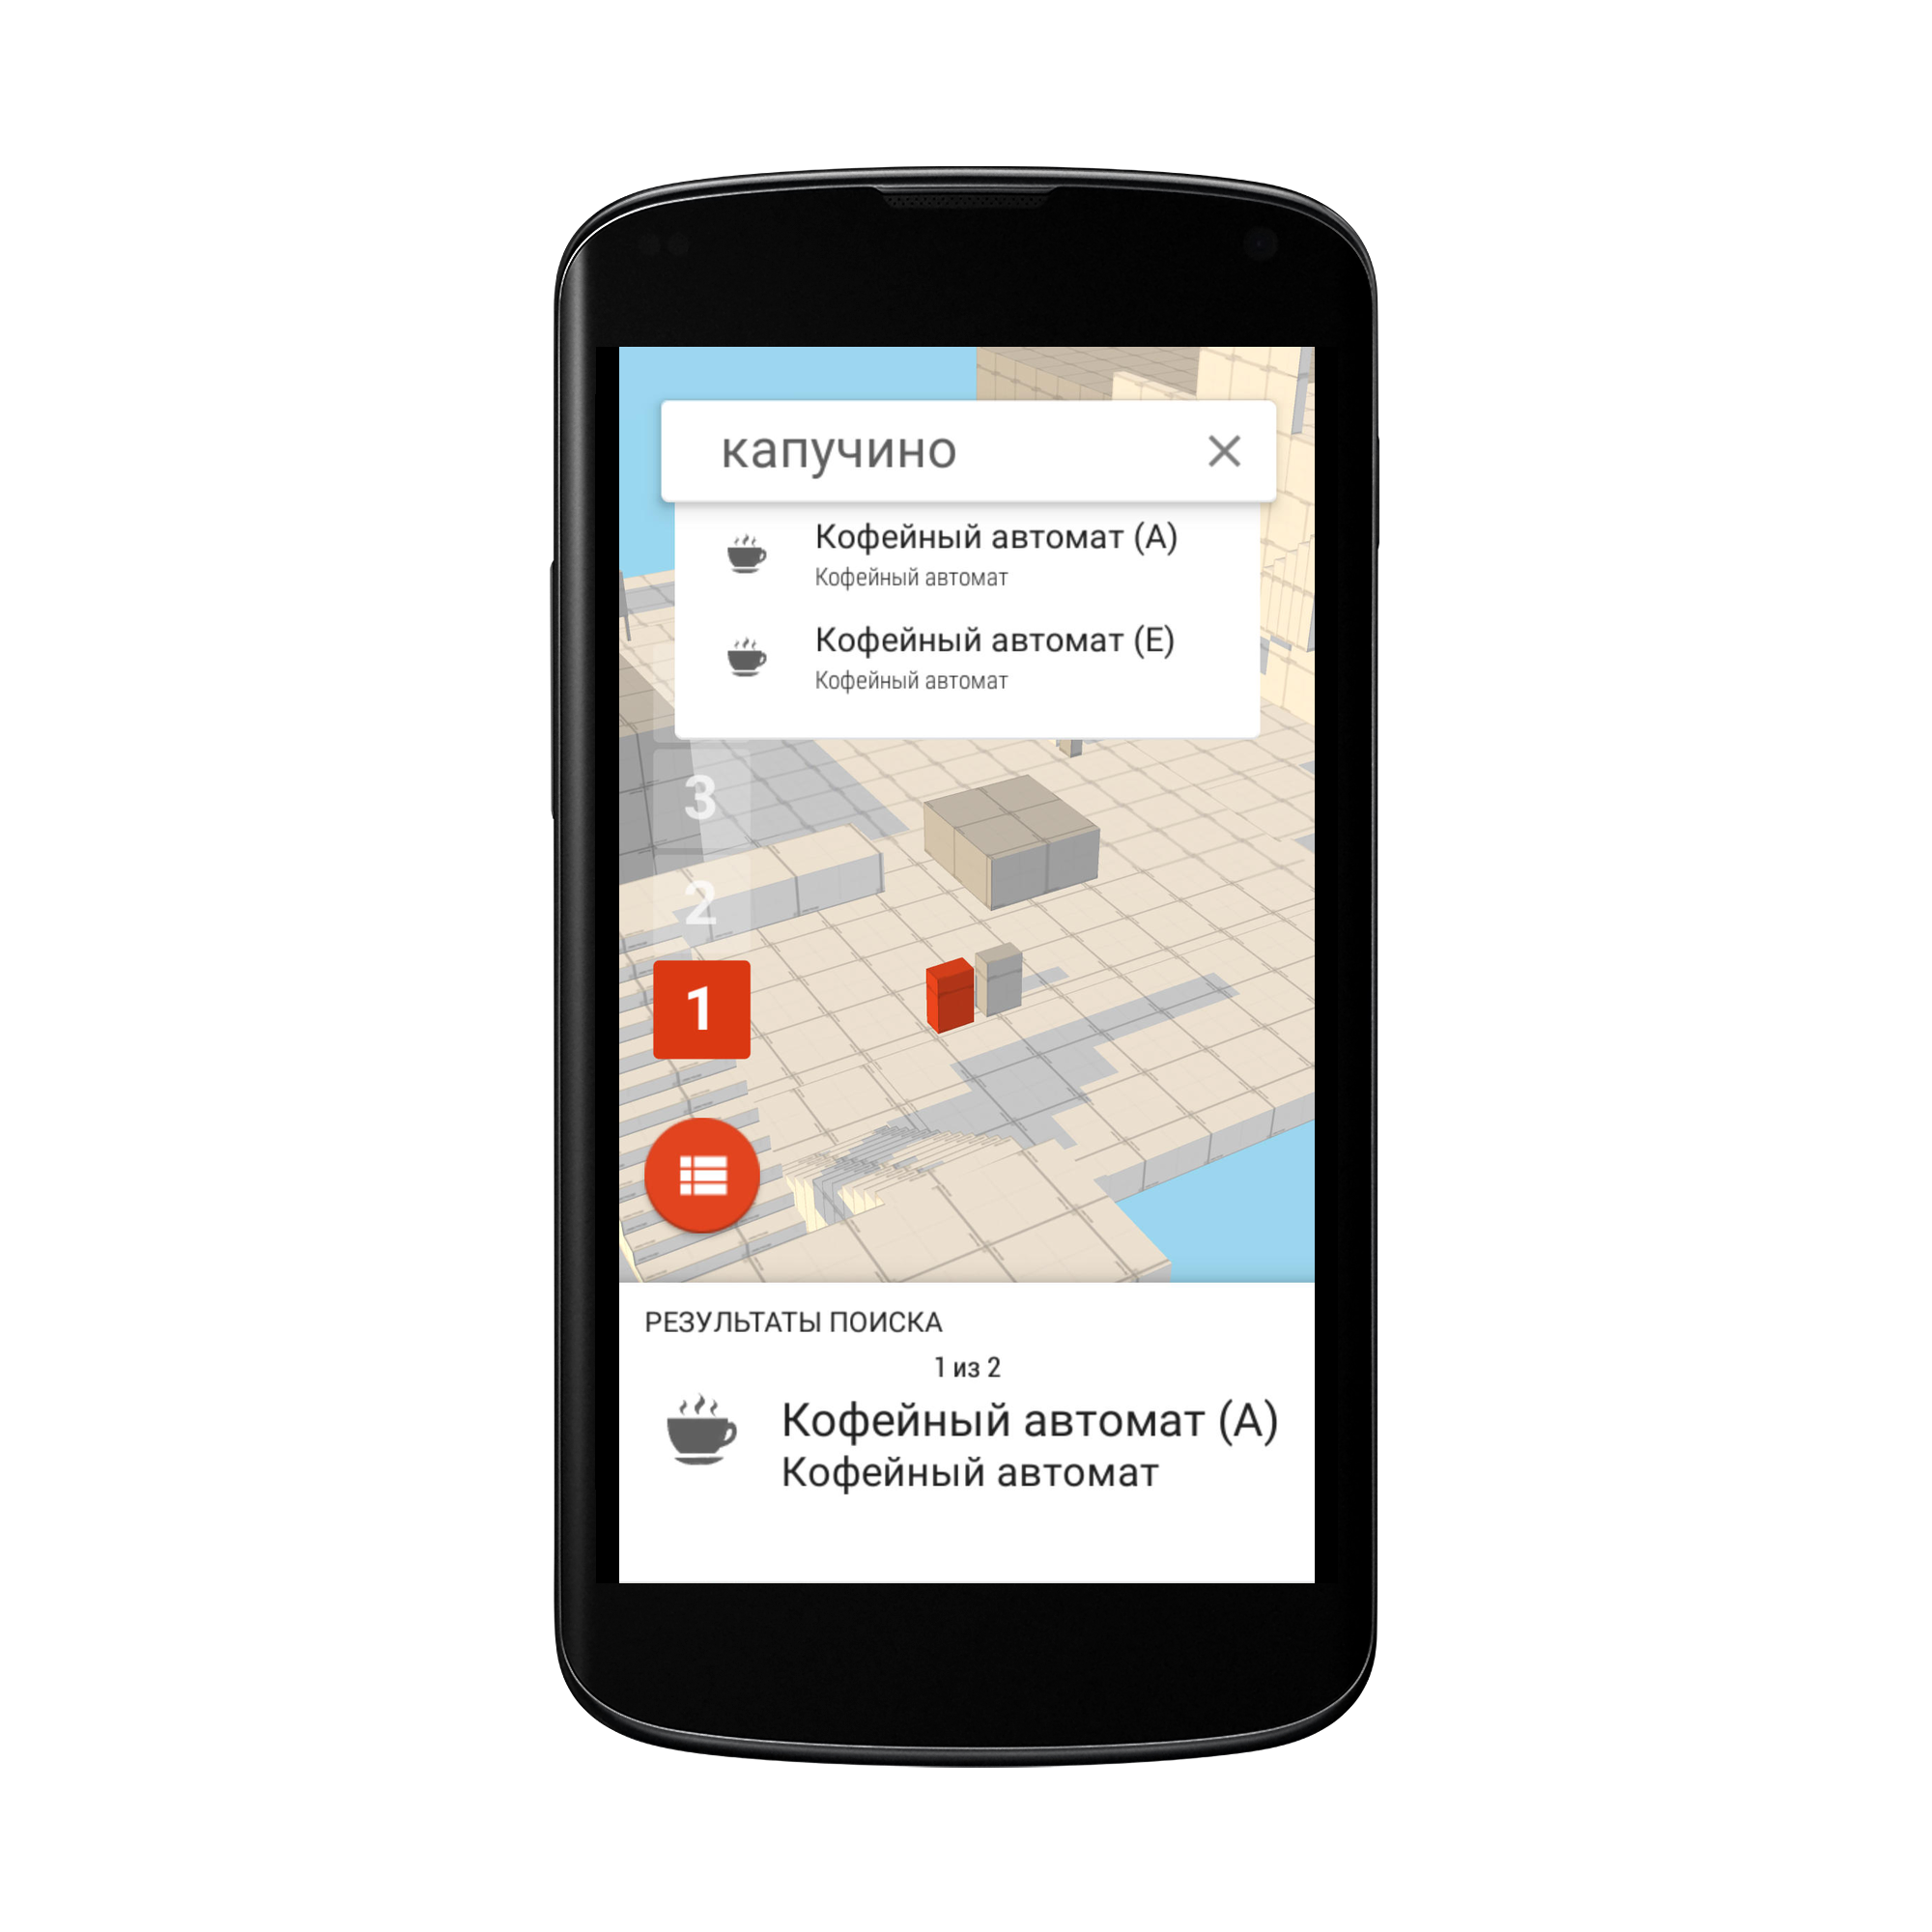 капучино
Кофейный автомат (А)
Кофейный автомат
Кофейный автомат (Е)
Кофейный автомат
3
2
1
РЕЗУЛЬТАТЫ ПОИСКА
1 из 2
Кофейный автомат (А)
Кофейный автомат